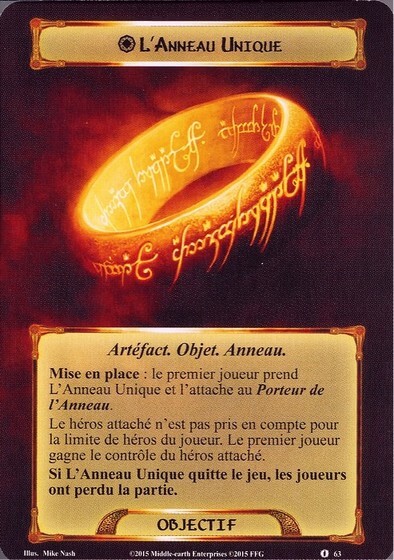 L'Anneau Unique
Artéfact. Objet. Anneau.
Mise en place : le premier joueur prend
L'Anneau Unique et l'attache au Porteur de
l'Anneau.
Le héros attaché n'est pas pris en compte pour
la limite de héros du joueur. Le premier joueur
gagne le contrôle du héros attaché.
Si L'Anneau Unique quitte le jeu, les joueurs
ont perdu la partie.
OBJECTIF
Illus. Mike Nash ©2015 Middle-earth Enterprises ©2015 FFG 63